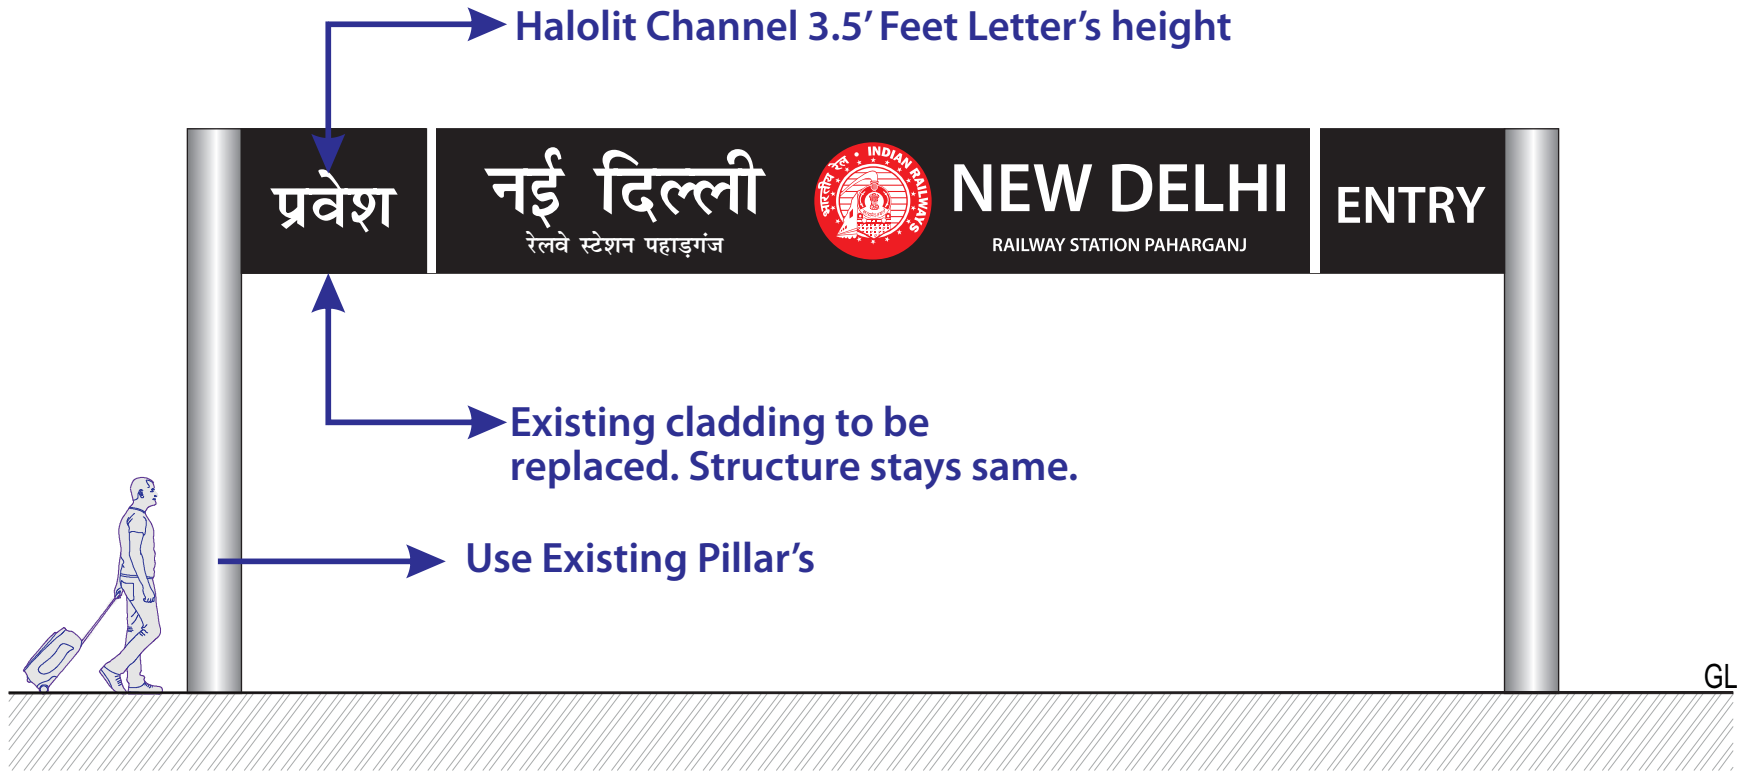 Halolit Channel 3.5’ Feet Letter’s height
प्रवेश
नई दिल्ली
रेलवे स्टेशन पहाड़गंज
भारतीय रेल • INDIAN RAILWAYS
NEW DELHI
RAILWAY STATION PAHARGANJ
ENTRY
Existing cladding to be
replaced. Structure stays same.
Use Existing Pillar’s
GL